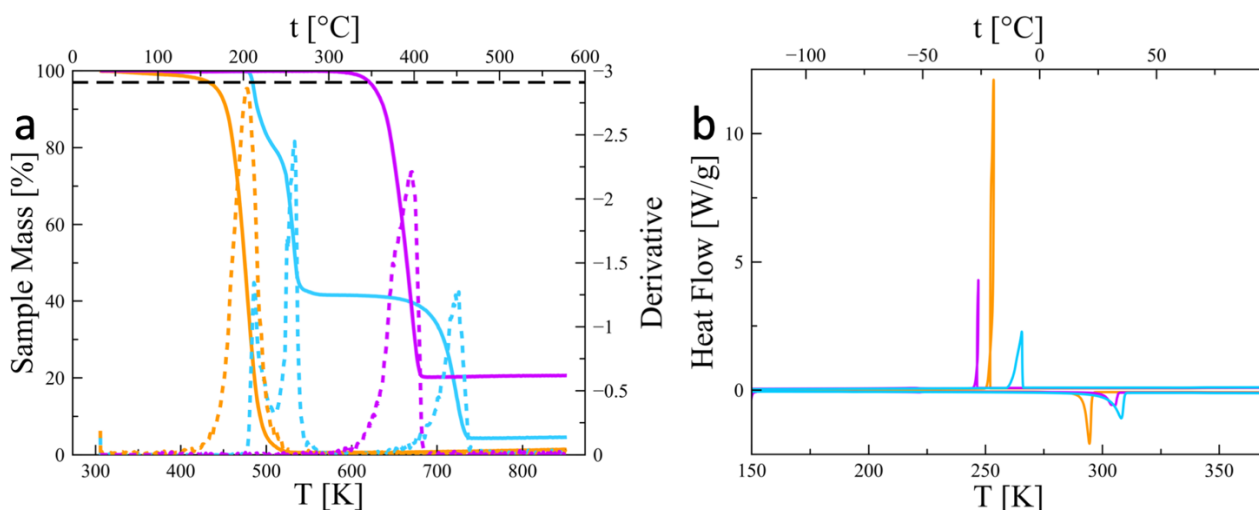 t [°C]
0 100 200 300 400 500 600
100 80 60 40 20 0
a
Sample Mass [%]
−3 −2.5 −2 −1.5 −1 −0.5 0
Derivative
300 400 500 600 700 800
T [K]
t [°C]
−100 −50 0 50
b
10 5 0
Heat Flow [W/g]
150 200 250 300 350
T [K]